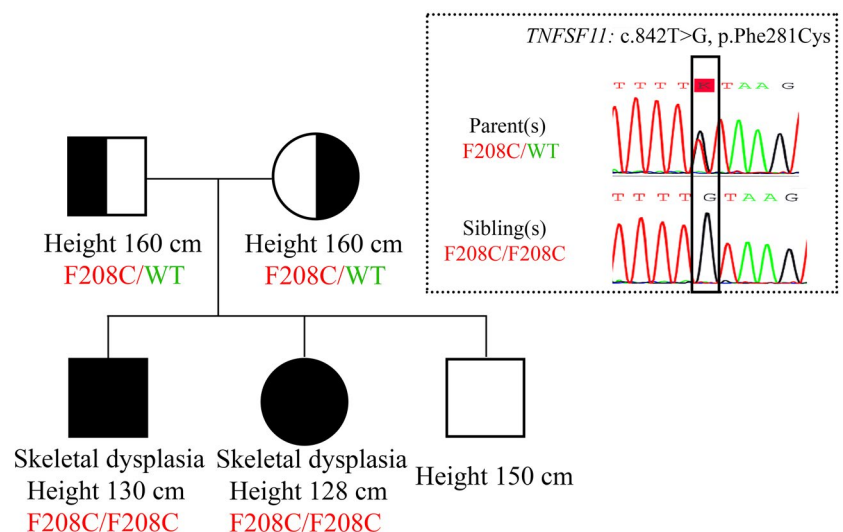 TNFSF11: c.842T>G, p.Phe281Cys
T T T T K T A A G
Parent(s)
F208C/WT
T T T T G T A A G
Sibling(s)
F208C/F208C
Height 160 cm
F208C/WT
Height 160 cm
F208C/WT
Skeletal dysplasia
Height 130 cm
F208C/F208C
Skeletal dysplasia
Height 128 cm
F208C/F208C
Height 150 cm